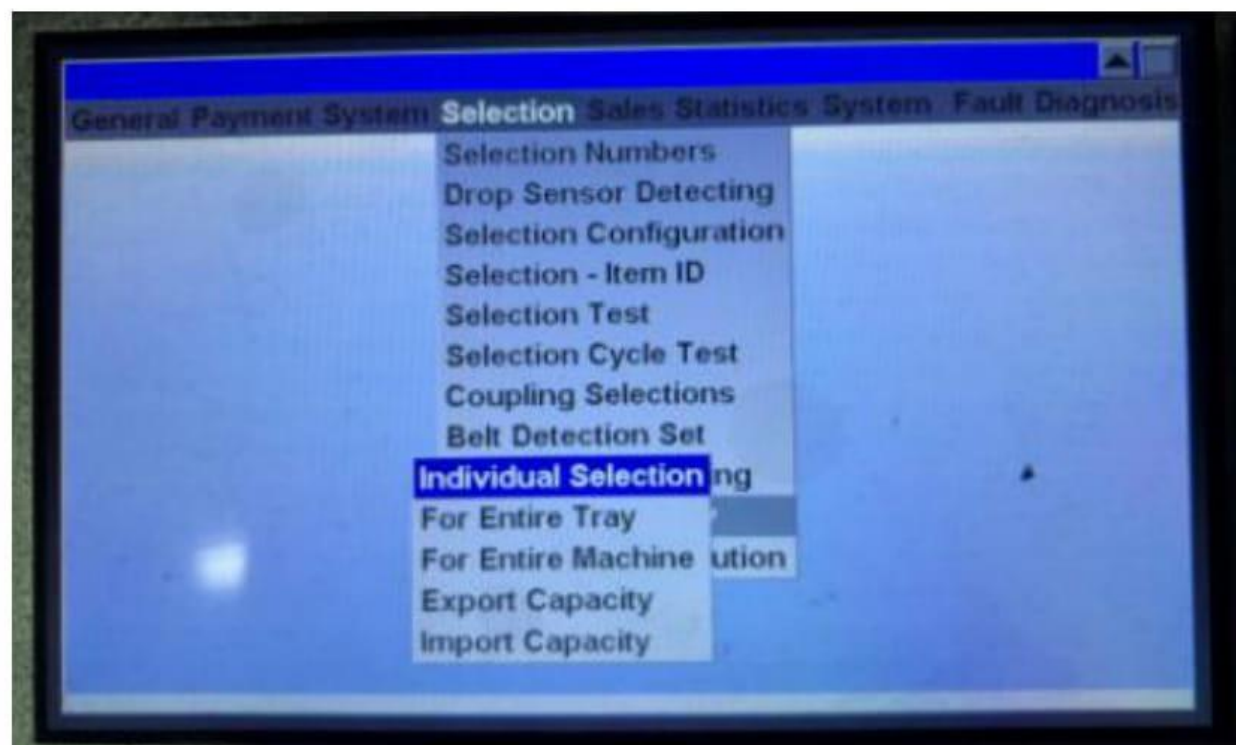 General Payment System Selection Sales Statistics System Fault Diagnosis
Selection Numbers
Drop Sensor Detecting
Selection Configuration
Selection - Item ID
Selection Test
Selection Cycle Test
Coupling Selections
Belt Detection Set
Individual Selection ng
For Entire Tray
For Entire Machine ution
Export Capacity
Import Capacity